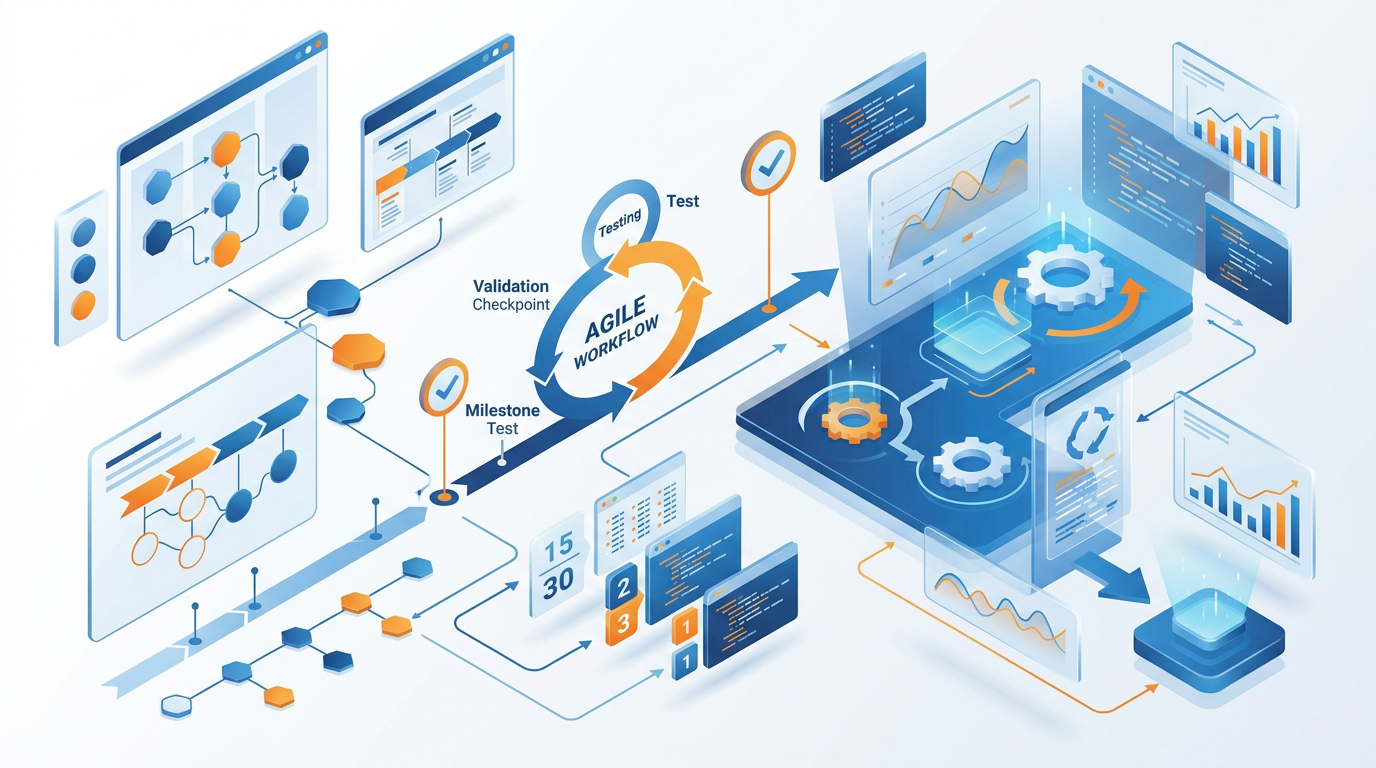 Testing
Test
Validation
Checkpoint
AGILE
WORKFLOW
Milestone
Test
15
30
2
3
1
1